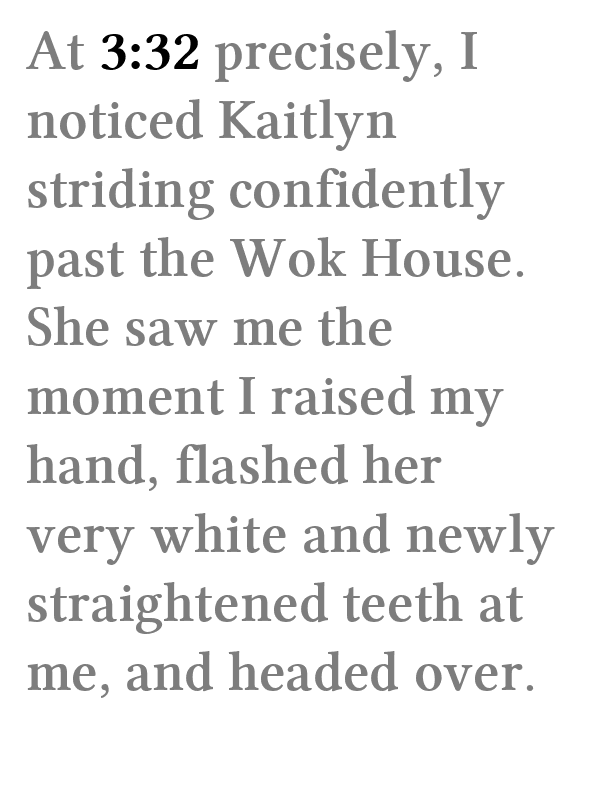 At 3:32 precisely, I
noticed Kaitlyn
striding confidently
past the Wok House.
She saw me the
moment I raised my
hand, flashed her
very white and newly
straightened teeth at
me, and headed over.